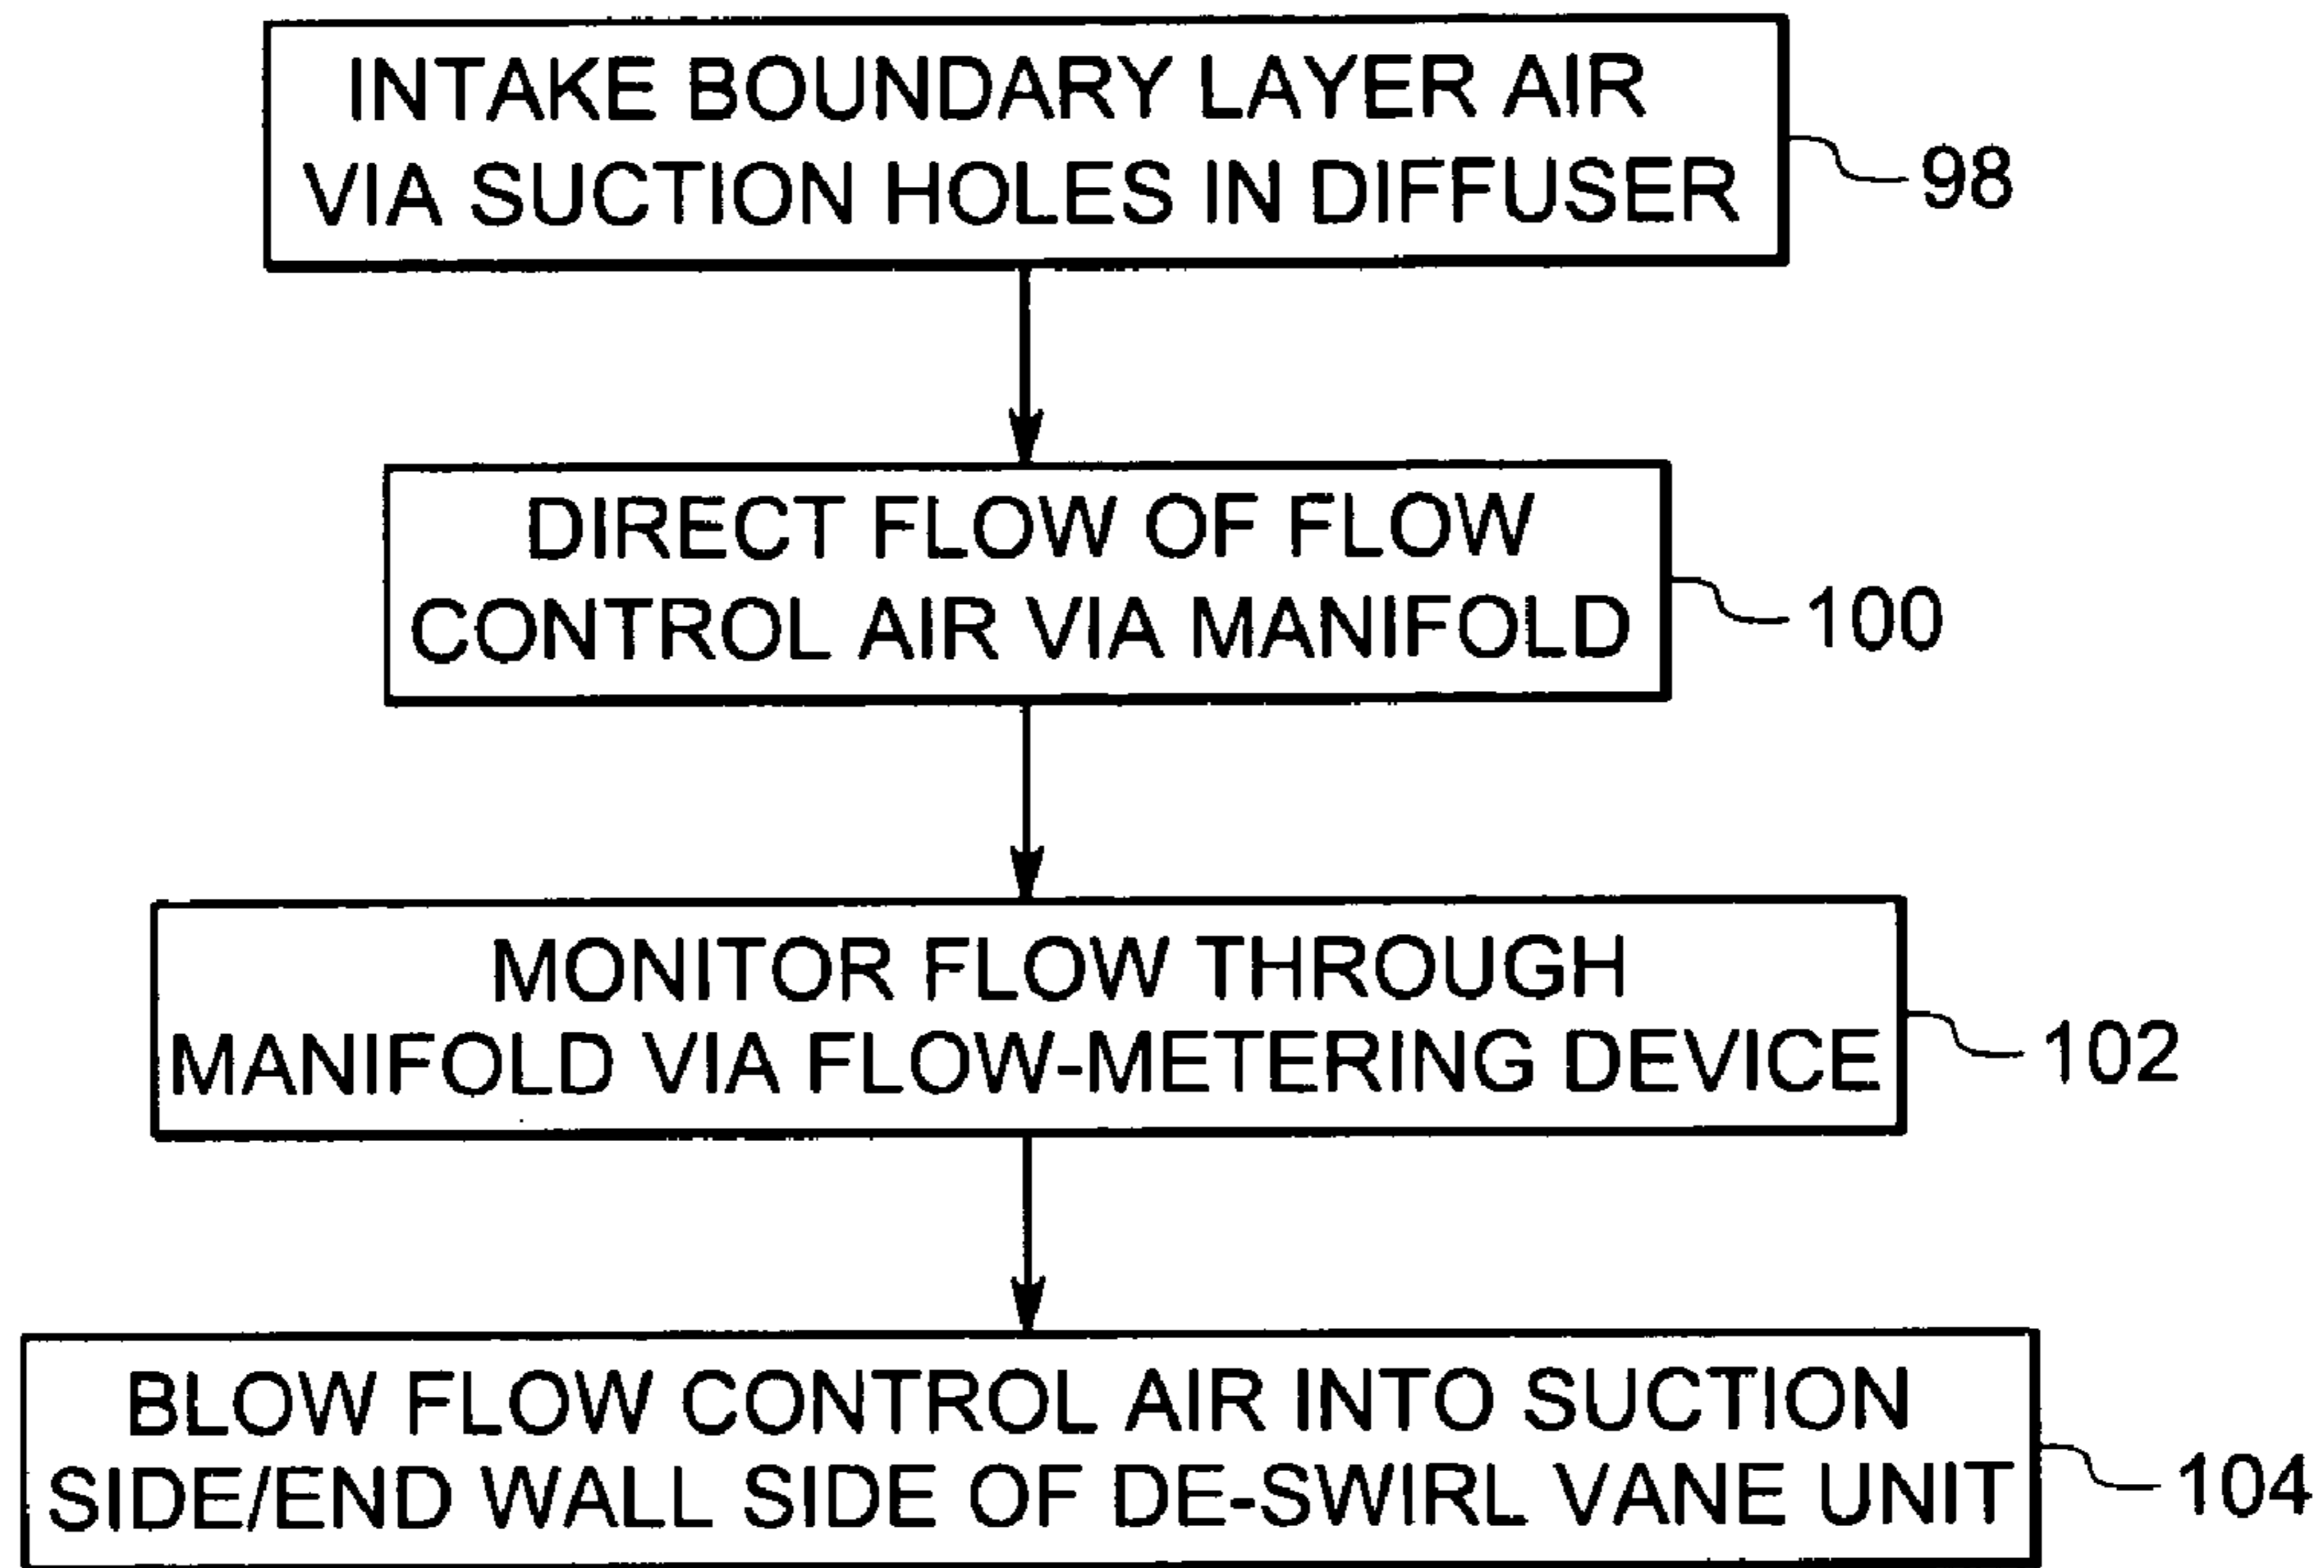 INTAKE BOUNDARY LAYER AIR
VIA SUCTION HOLES IN DIFFUSER
98
DIRECT FLOW OF FLOW
CONTROL AIR VIA MANIFOLD
100
MONITOR FLOW THROUGH
MANIFOLD VIA FLOW-METERING DEVICE
102
BLOW FLOW CONTROL AIR INTO SUCTION
SIDE/END WALL SIDE OF DE-SWIRL VANE UNIT
104